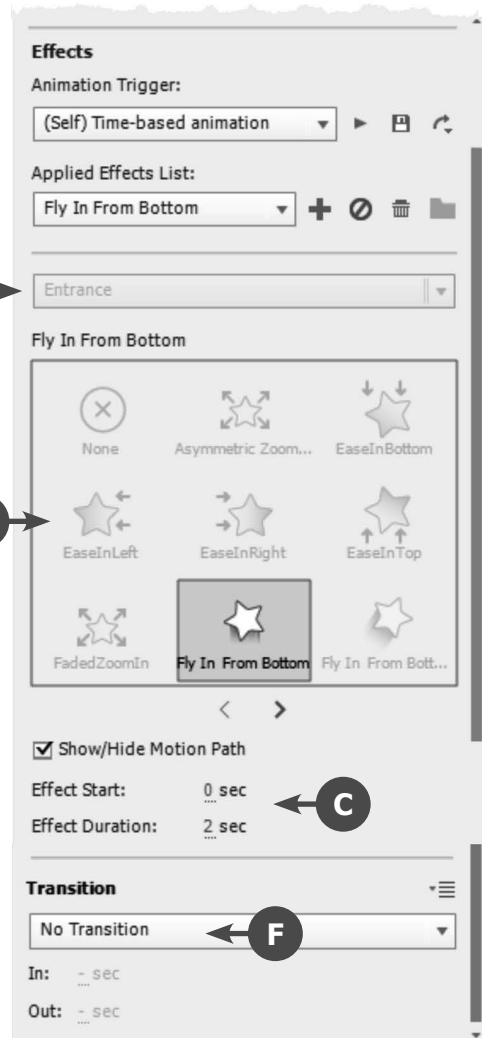 Effects
Animation Trigger:
(Self) Time-based animation
Applied Effects List:
Fly In From Bottom
Entrance
Fly In From Bottom
None Asymmetric Zoom... EaseInBottom
EaseInLeft EaseInRight EaseInTop
FadedZoomIn Fly In From Bottom Fly In From Bott...
Show/Hide Motion Path
Effect Start: 0 sec
C
Effect Duration: 2 sec
Transition
No Transition F
In: - sec
Out: - sec